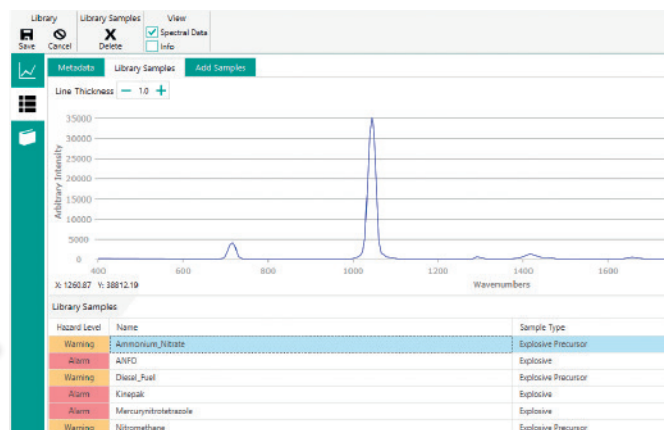 Library Library Samples View
Save Cancel Delete Spectral Data
Info
Metadata Library Samples Add Samples
Line Thickness 1.0
35000
30000
25000
20000
15000
10000
5000
0
Arbitrary Intensity
400 600 800 1000 1200 1400 1600
X: 1260.87 Y: 38812.19 Wavenumbers
Library Samples
Hazard Level Name Sample Type
Warning Ammonium_Nitrate Explosive Precursor
Alarm ANFO Explosive
Warning Diesel_Fuel Explosive Precursor
Alarm Kinepak Explosive
Alarm Mercurynitrotetrazole Explosive
Warning Nitromethane Explosive Precursor